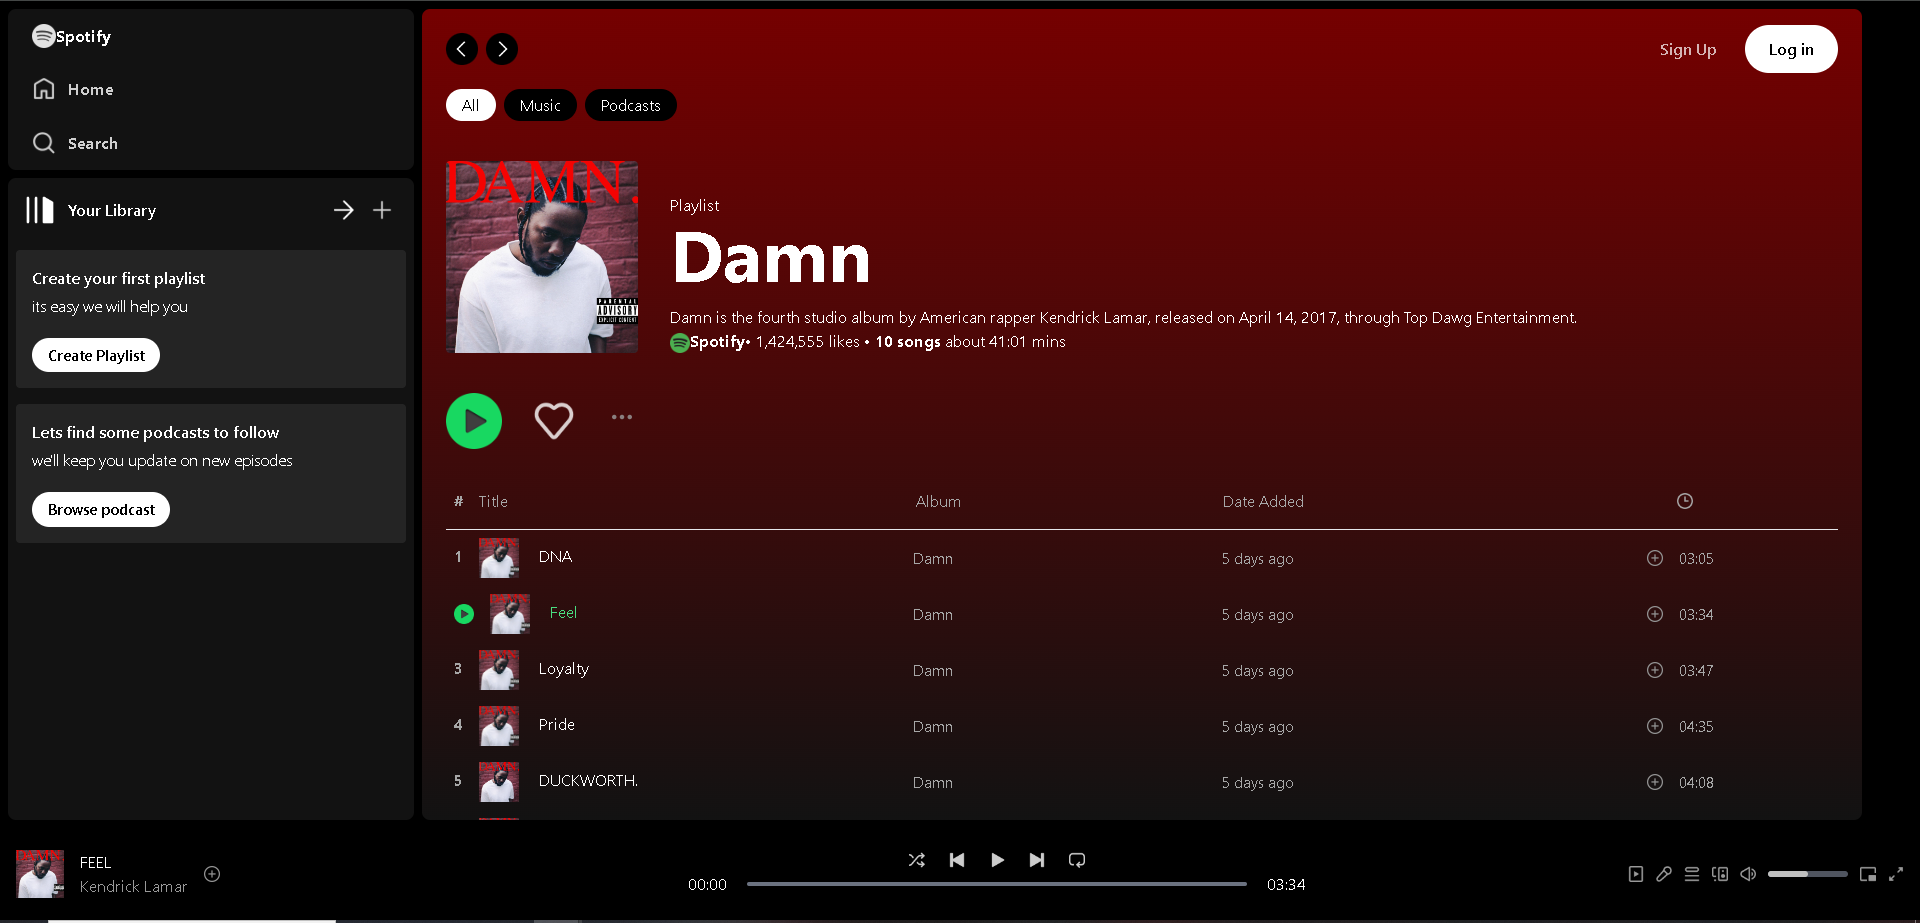 Spotify
Home
Search
Your Library
Create your first playlist
its easy we will help you
Create Playlist
Lets find some podcasts to follow
we'll keep you update on new episodes
Browse podcast
Sign Up
Log in
All Music Podcasts
DAMN.
PARENTAL
ADVISORY
EXPLICIT CONTENT
Playlist
Damn
Damn is the fourth studio album by American rapper Kendrick Lamar, released on April 14, 2017, through Top Dawg Entertainment.
Spotify• 1,424,555 likes • 10 songs about 41:01 mins
# Title Album Date Added
1 DNA Damn 5 days ago 03:05
Feel Damn 5 days ago 03:34
3 Loyalty Damn 5 days ago 03:47
4 Pride Damn 5 days ago 04:35
5 DUCKWORTH. Damn 5 days ago 04:08
FEEL
Kendrick Lamar
00:00 03:34